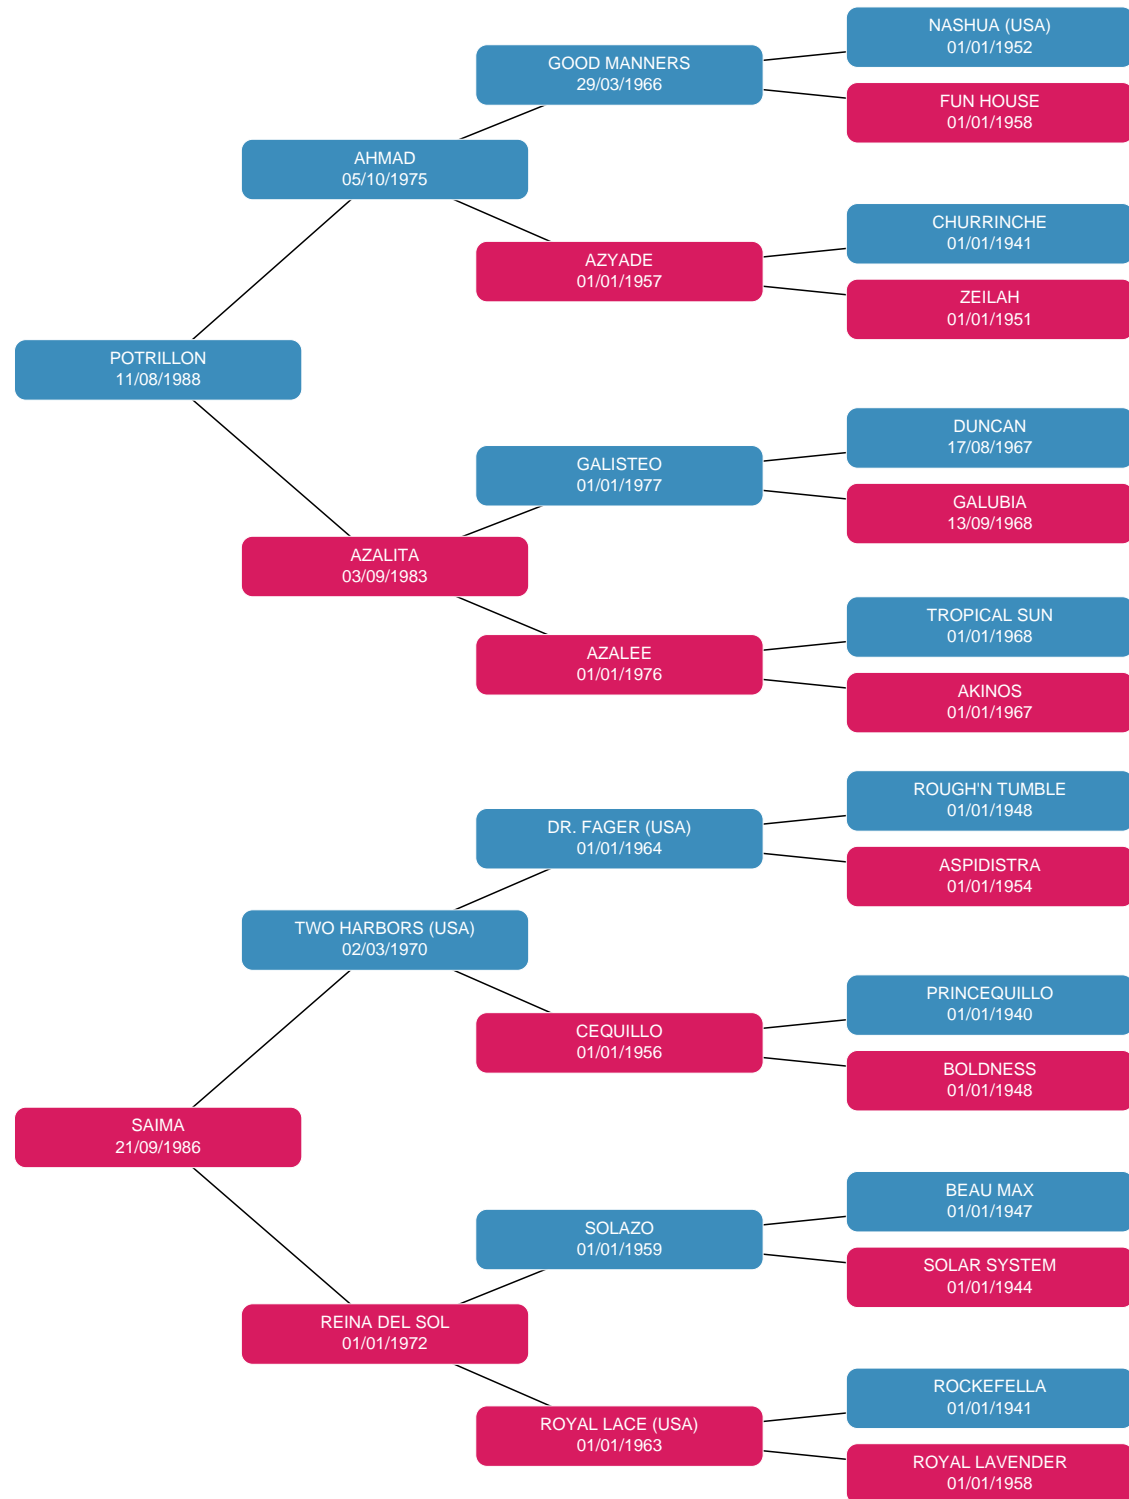 NASHUA (USA)
01/01/1952
GOOD MANNERS
29/03/1966
FUN HOUSE
01/01/1958
AHMAD
05/10/1975
CHURRINCHE
01/01/1941
AZYADE
01/01/1957
ZEILAH
01/01/1951
POTRILLON
11/08/1988
DUNCAN
17/08/1967
GALISTEO
01/01/1977
GALUBIA
13/09/1968
AZALITA
03/09/1983
TROPICAL SUN
01/01/1968
AZALEE
01/01/1976
AKINOS
01/01/1967
ROUGH'N TUMBLE
01/01/1948
DR. FAGER (USA)
01/01/1964
ASPIDISTRA
01/01/1954
TWO HARBORS (USA)
02/03/1970
PRINCEQUILLO
01/01/1940
CEQUILLO
01/01/1956
BOLDNESS
01/01/1948
SAIMA
21/09/1986
BEAU MAX
01/01/1947
SOLAZO
01/01/1959
SOLAR SYSTEM
01/01/1944
REINA DEL SOL
01/01/1972
ROCKEFELLA
01/01/1941
ROYAL LACE (USA)
01/01/1963
ROYAL LAVENDER
01/01/1958